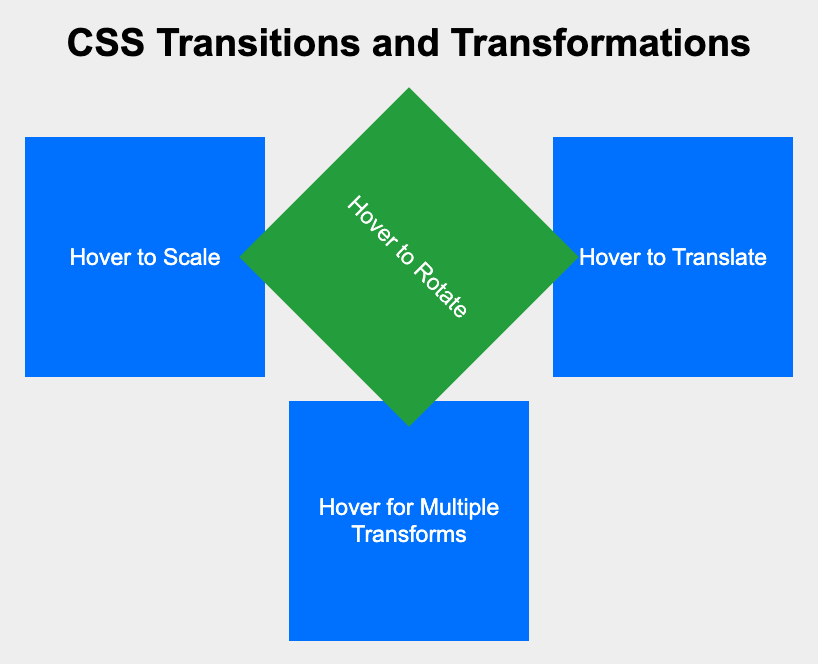 CSS Transitions and Transformations
Hover to Scale
Hover to Rotate
Hover to Translate
Hover for Multiple
Transforms